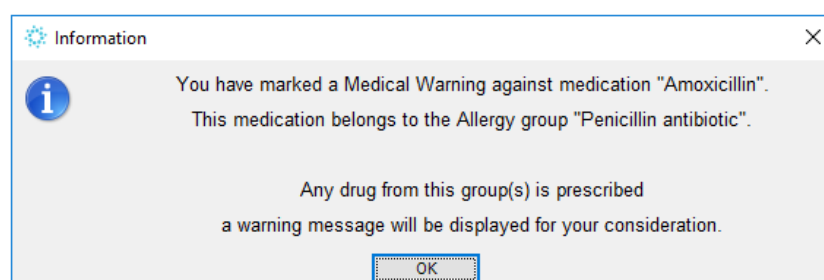 Information
You have marked a Medical Warning against medication "Amoxicillin".
This medication belongs to the Allergy group "Penicillin antibiotic".
Any drug from this group(s) is prescribed
a warning message will be displayed for your consideration.
OK